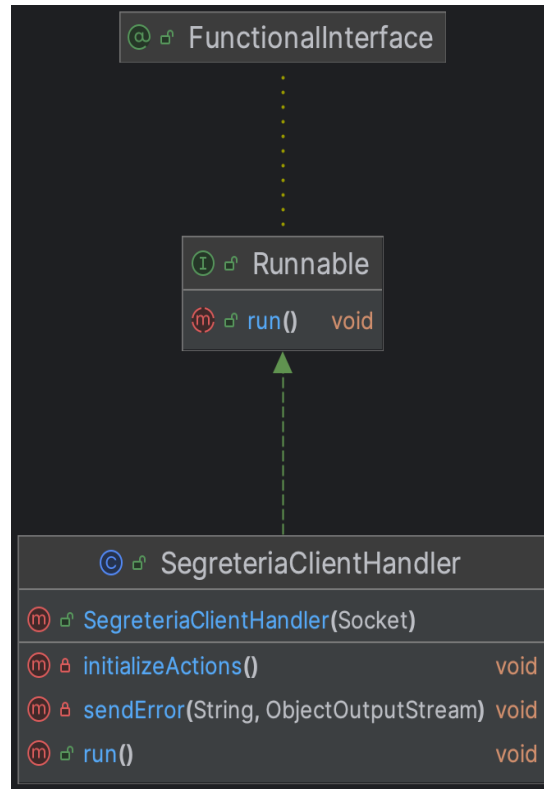 @ FunctionalInterface
I Runnable
m run() void
C SegreteriaClientHandler
m SegreteriaClientHandler(Socket)
m initializeActions() void
m sendError(String, ObjectOutputStream) void
m run() void